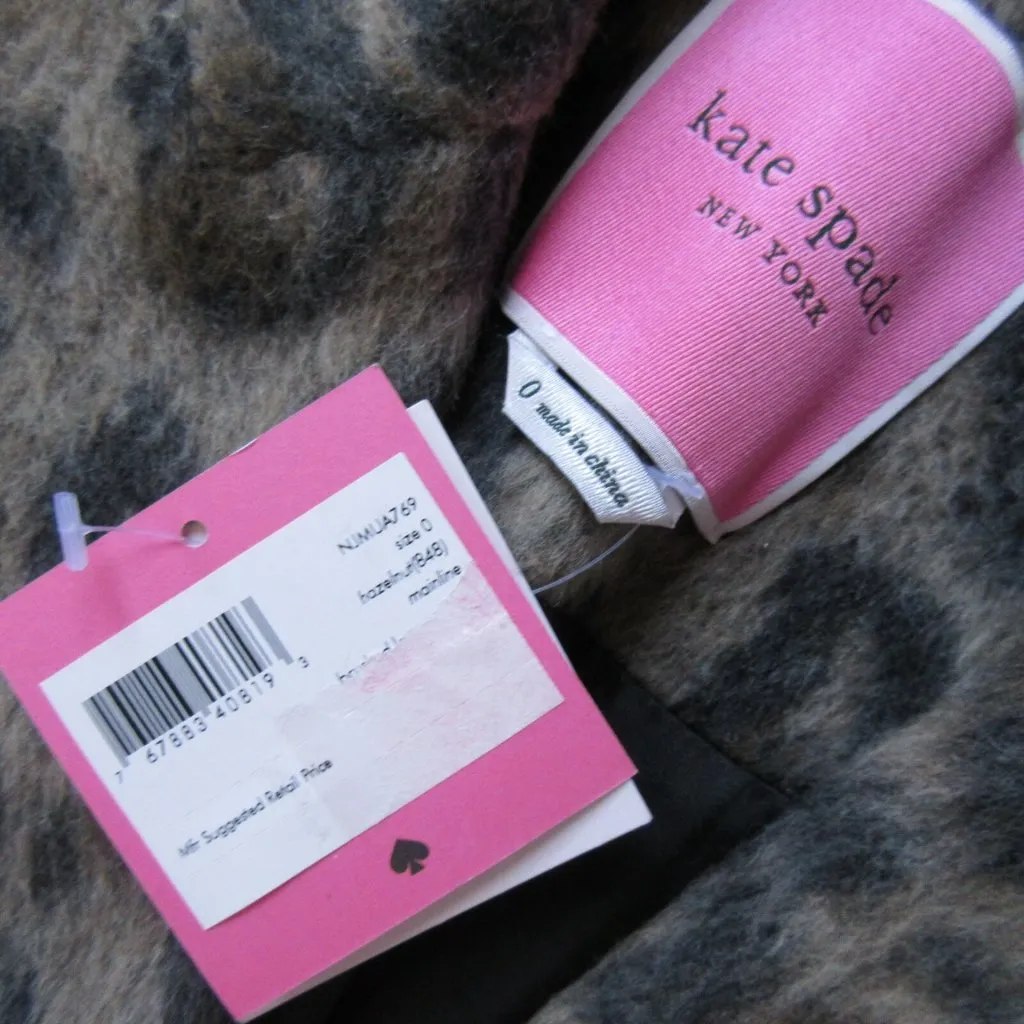 kate spade
NEW YORK
0
made in china
NJMUA769
size 0
hazelnut(848)
mainline
7 67883 40819 3
Mfr Suggested Retail Price